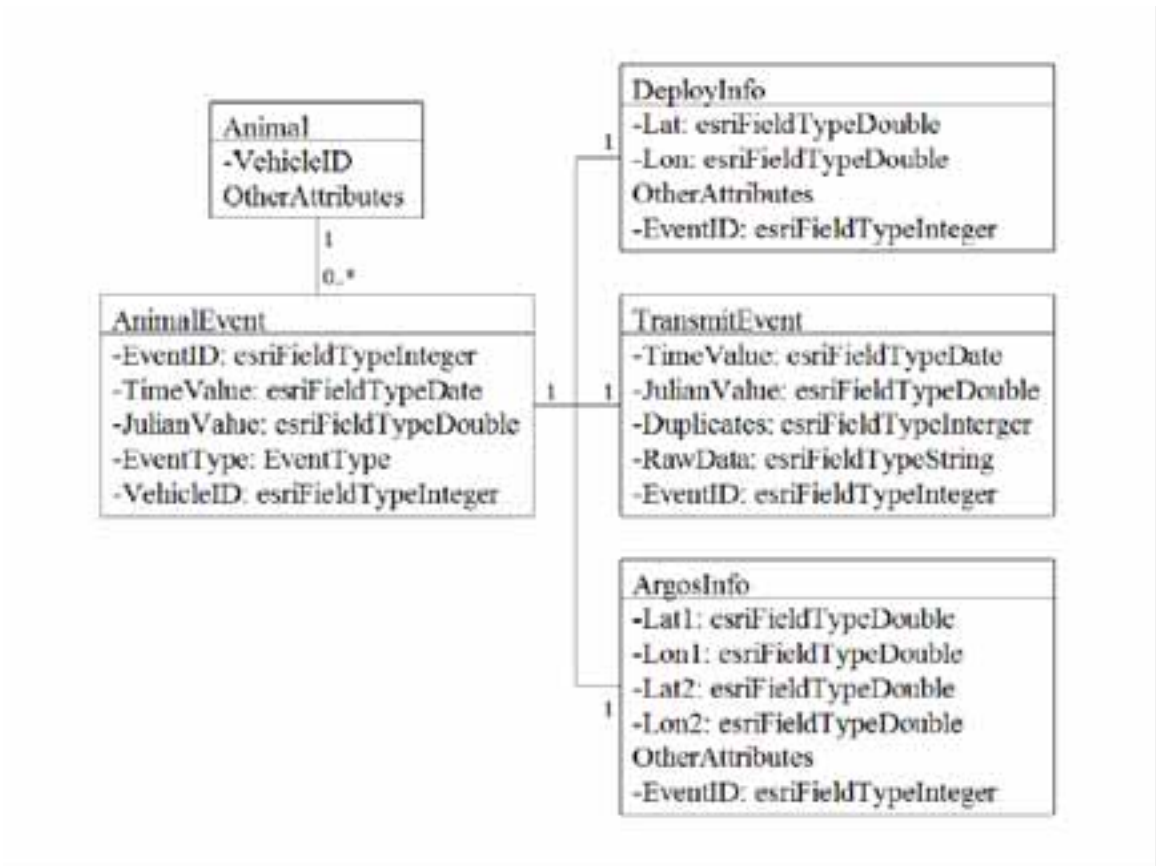 Animal
-VehicleID
OtherAttributes
1
0..*
AnimalEvent
-EventID: esriFieldTypeInteger
-TimeValue: esriFieldTypeDate
-JulianValue: esriFieldTypeDouble
-EventType: EventType
-VehicleID: esriFieldTypeInteger
1
1
DeployInfo
-Lat: esriFieldTypeDouble
-Lon: esriFieldTypeDouble
OtherAttributes
-EventID: esriFieldTypeInteger
1
TransmitEvent
-TimeValue: esriFieldTypeDate
-JulianValue: esriFieldTypeDouble
-Duplicates: esriFieldTypeInterger
-RawData: esriFieldTypeString
-EventID: esriFieldTypeInteger
1
ArgosInfo
-Lat1: esriFieldTypeDouble
-Lon1: esriFieldTypeDouble
-Lat2: esriFieldTypeDouble
-Lon2: esriFieldTypeDouble
OtherAttributes
-EventID: esriFieldTypeInteger